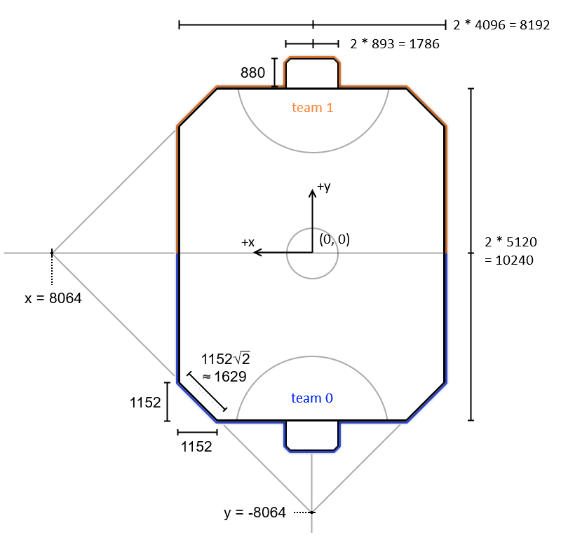 2 * 4096 = 8192
2 * 893 = 1786
880
team 1
+y
+x
(0, 0)
2 * 5120
= 10240
x = 8064
1152√2
≈ 1629
1152
team 0
1152
y = -8064